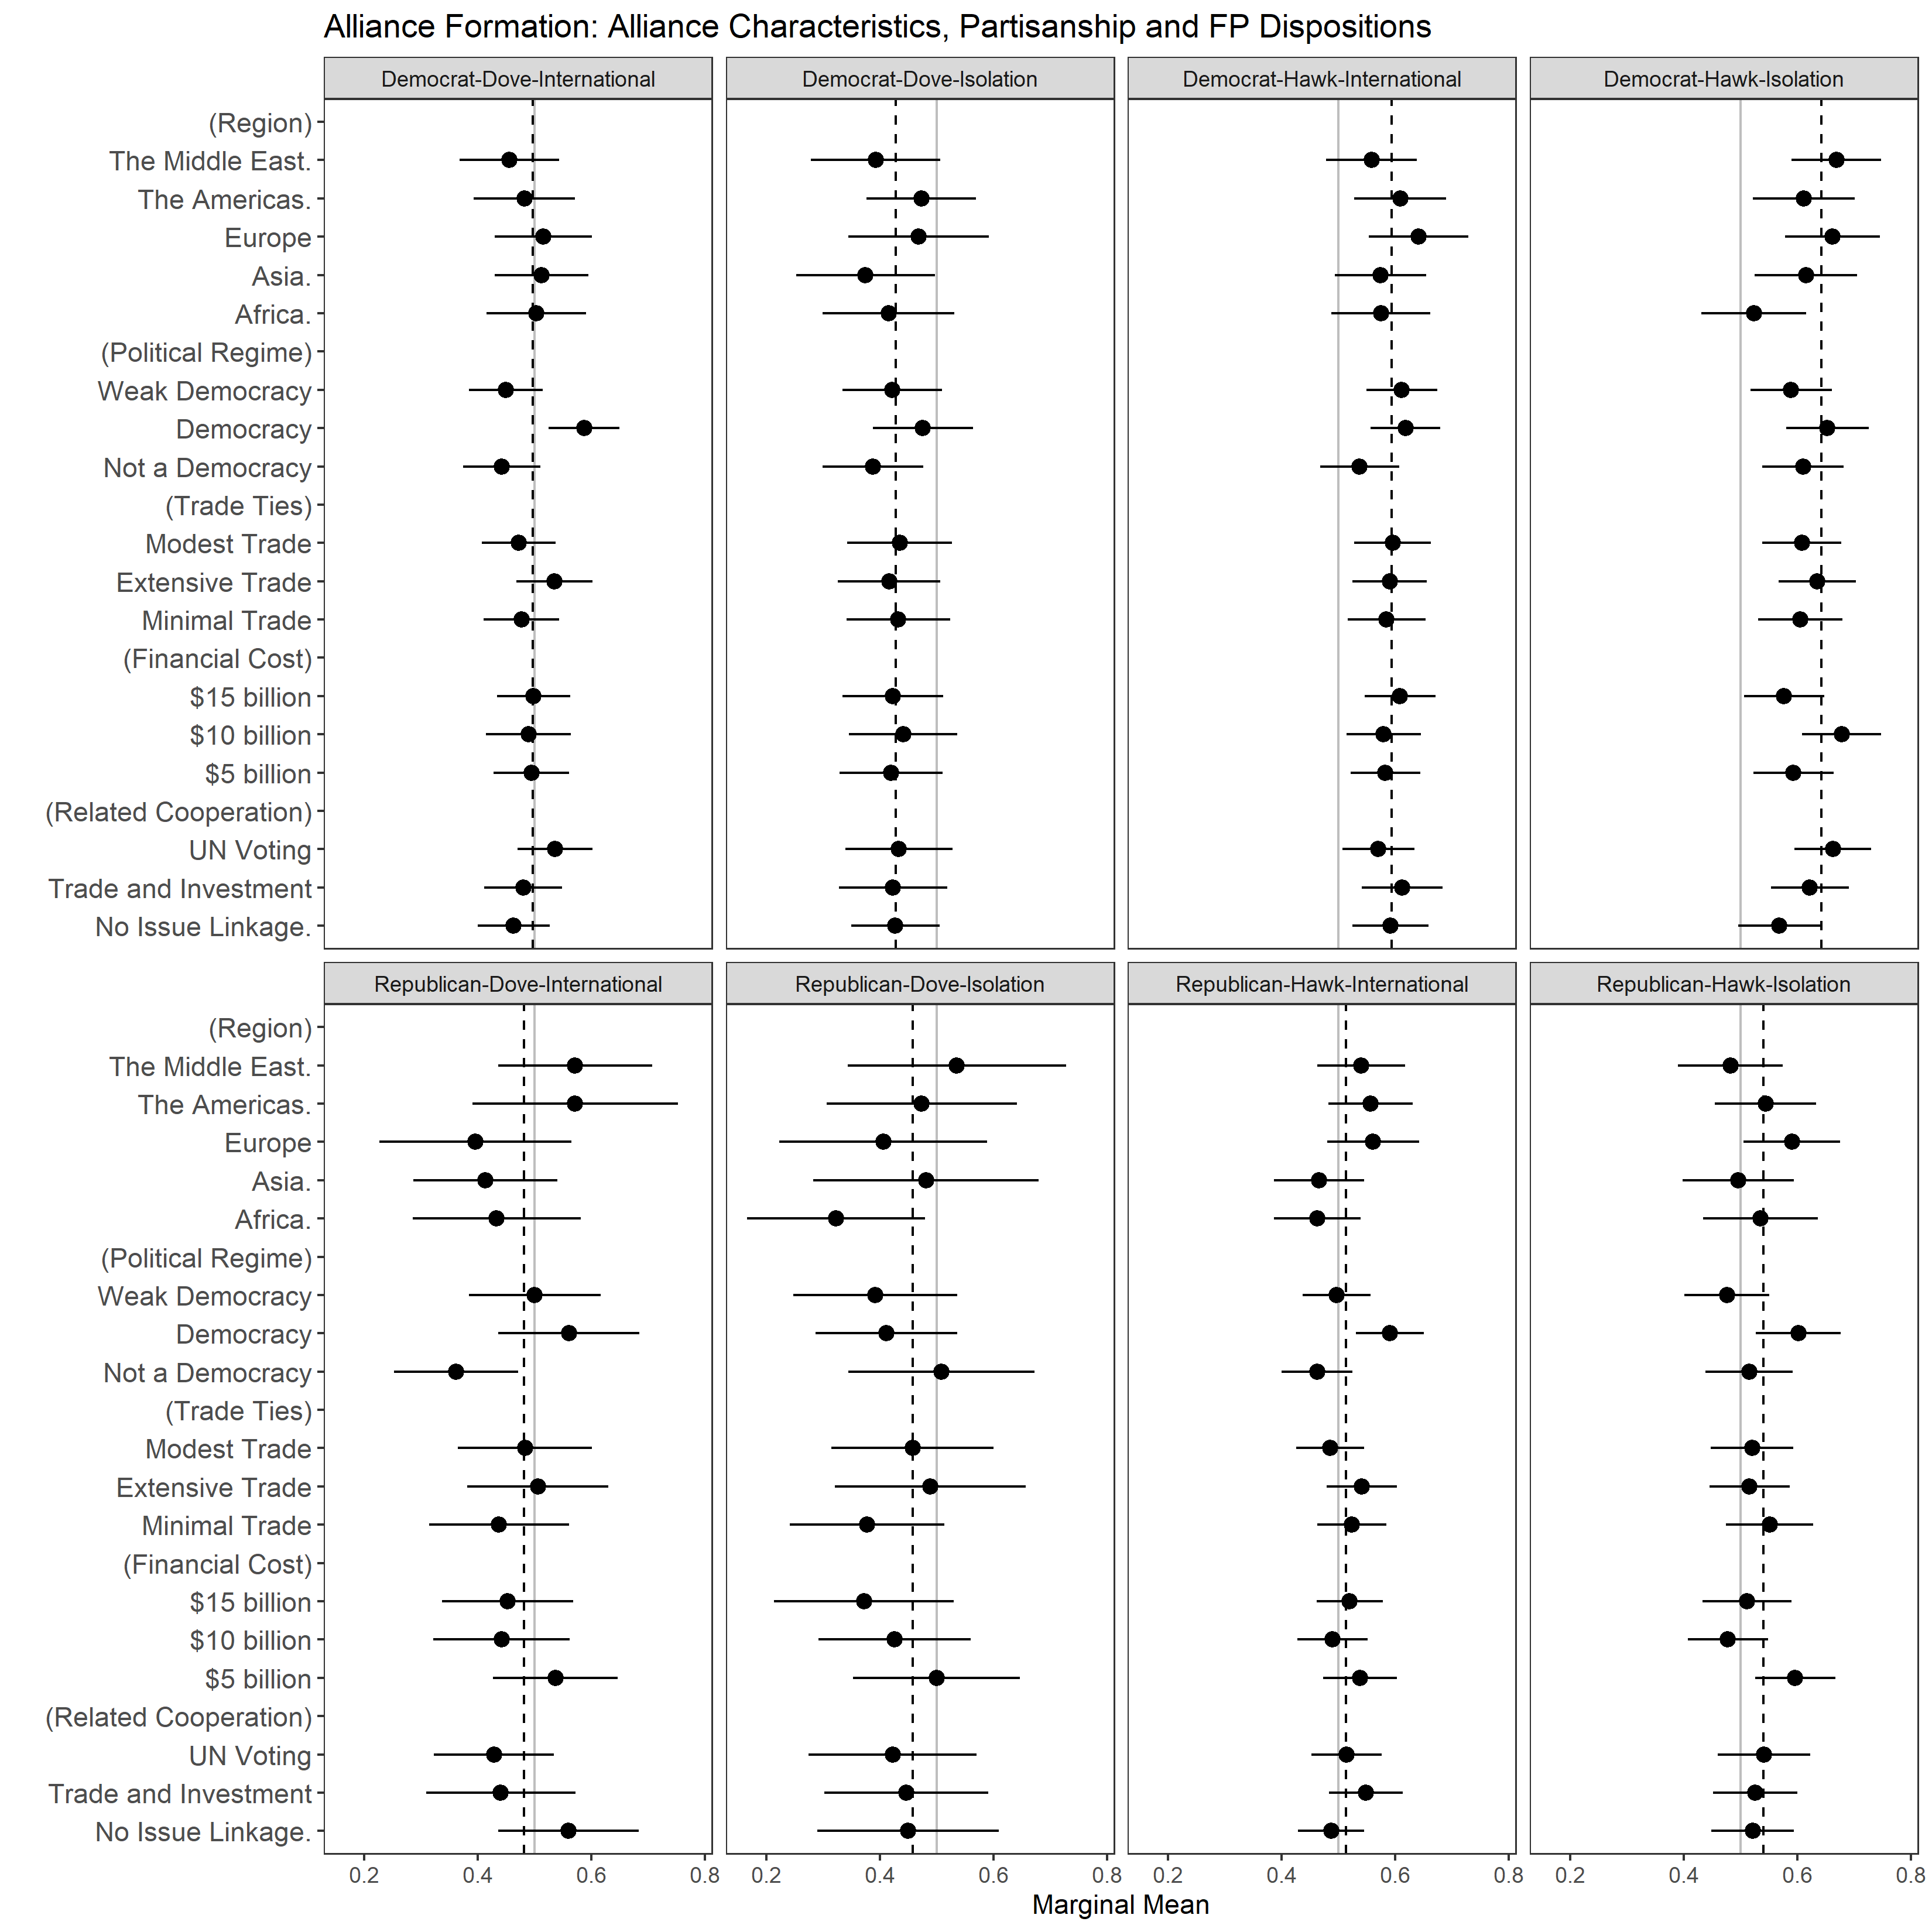 Alliance Formation: Alliance Characteristics, Partisanship and FP Dispositions
Democrat-Dove-International
Democrat-Dove-Isolation
Democrat-Hawk-International
Democrat-Hawk-Isolation
(Region)
The Middle East.
The Americas.
Europe
Asia.
Africa.
(Political Regime)
Weak Democracy
Democracy
Not a Democracy
(Trade Ties)
Modest Trade
Extensive Trade
Minimal Trade
(Financial Cost)
$15 billion
$10 billion
$5 billion
(Related Cooperation)
UN Voting
Trade and Investment
No Issue Linkage.
Republican-Dove-International
Republican-Dove-Isolation
Republican-Hawk-International
Republican-Hawk-Isolation
(Region)
The Middle East.
The Americas.
Europe
Asia.
Africa.
(Political Regime)
Weak Democracy
Democracy
Not a Democracy
(Trade Ties)
Modest Trade
Extensive Trade
Minimal Trade
(Financial Cost)
$15 billion
$10 billion
$5 billion
(Related Cooperation)
UN Voting
Trade and Investment
No Issue Linkage.
0.2 0.4 0.6 0.8
0.2 0.4 0.6 0.8
0.2 0.4 0.6 0.8
0.2 0.4 0.6 0.8
Marginal Mean